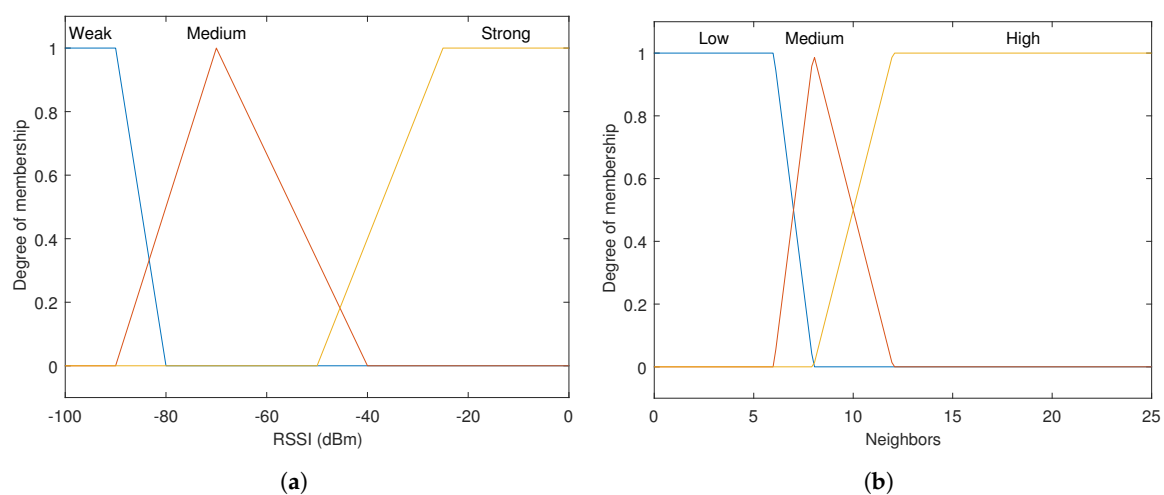 Weak Medium Strong
1
0.8
0.6
0.4
0.2
0
Degree of membership
-100 -80 -60 -40 -20 0
RSSI (dBm)
(a)
Low Medium High
1
0.8
0.6
0.4
0.2
0
Degree of membership
0 5 10 15 20 25
Neighbors
(b)